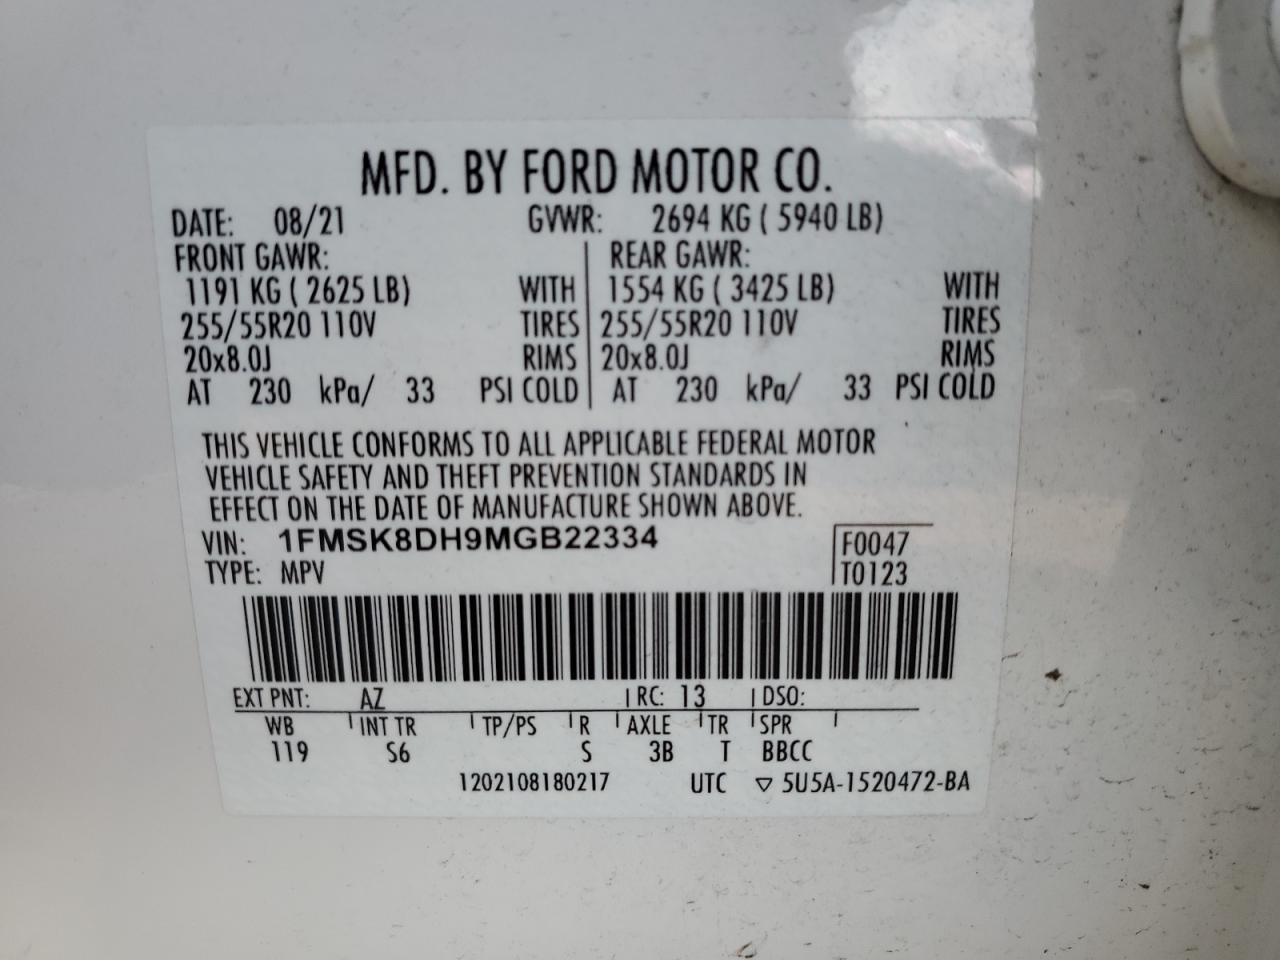 MFD. BY FORD MOTOR CO.
DATE: 08/21 GVWR: 2694 KG ( 5940 LB)
FRONT GAWR: REAR GAWR:
1191 KG ( 2625 LB) WITH 1554 KG ( 3425 LB) WITH
255/55R20 110V TIRES 255/55R20 110V TIRES
20x8.0J RIMS 20x8.0J RIMS
AT 230 kPa/ 33 PSI COLD AT 230 kPa/ 33 PSI COLD
THIS VEHICLE CONFORMS TO ALL APPLICABLE FEDERAL MOTOR
VEHICLE SAFETY AND THEFT PREVENTION STANDARDS IN
EFFECT ON THE DATE OF MANUFACTURE SHOWN ABOVE.
VIN: 1FMSK8DH9MGB22334 F0047
TYPE: MPV T0123
EXT PNT: AZ RC: 13 DSO:
WB INT TR TP/PS R AXLE TR SPR
119 S6 S 3B T BBCC
1202108180217 UTC ▽ 5U5A-1520472-BA